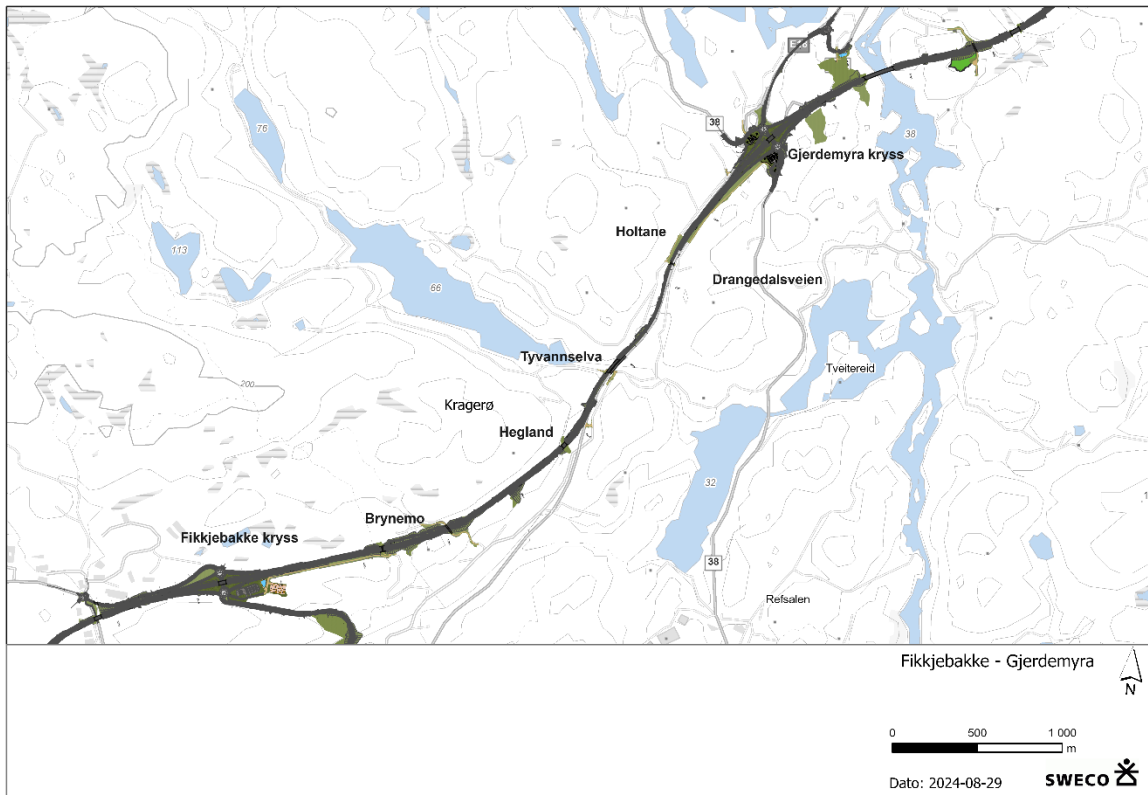 E18
38
38
76
Gjerdemyra kryss
Holtane
113
Drangedalsveien
66
Tyvannselva
Tveitereid
200
Kragerø
Hegland
32
Brynemo
Fikkjebakke kryss
38
Refsalen
Fikkjebakke - Gjerdemyra
N
0 500 1 000
m
Dato: 2024-08-29
SWECO